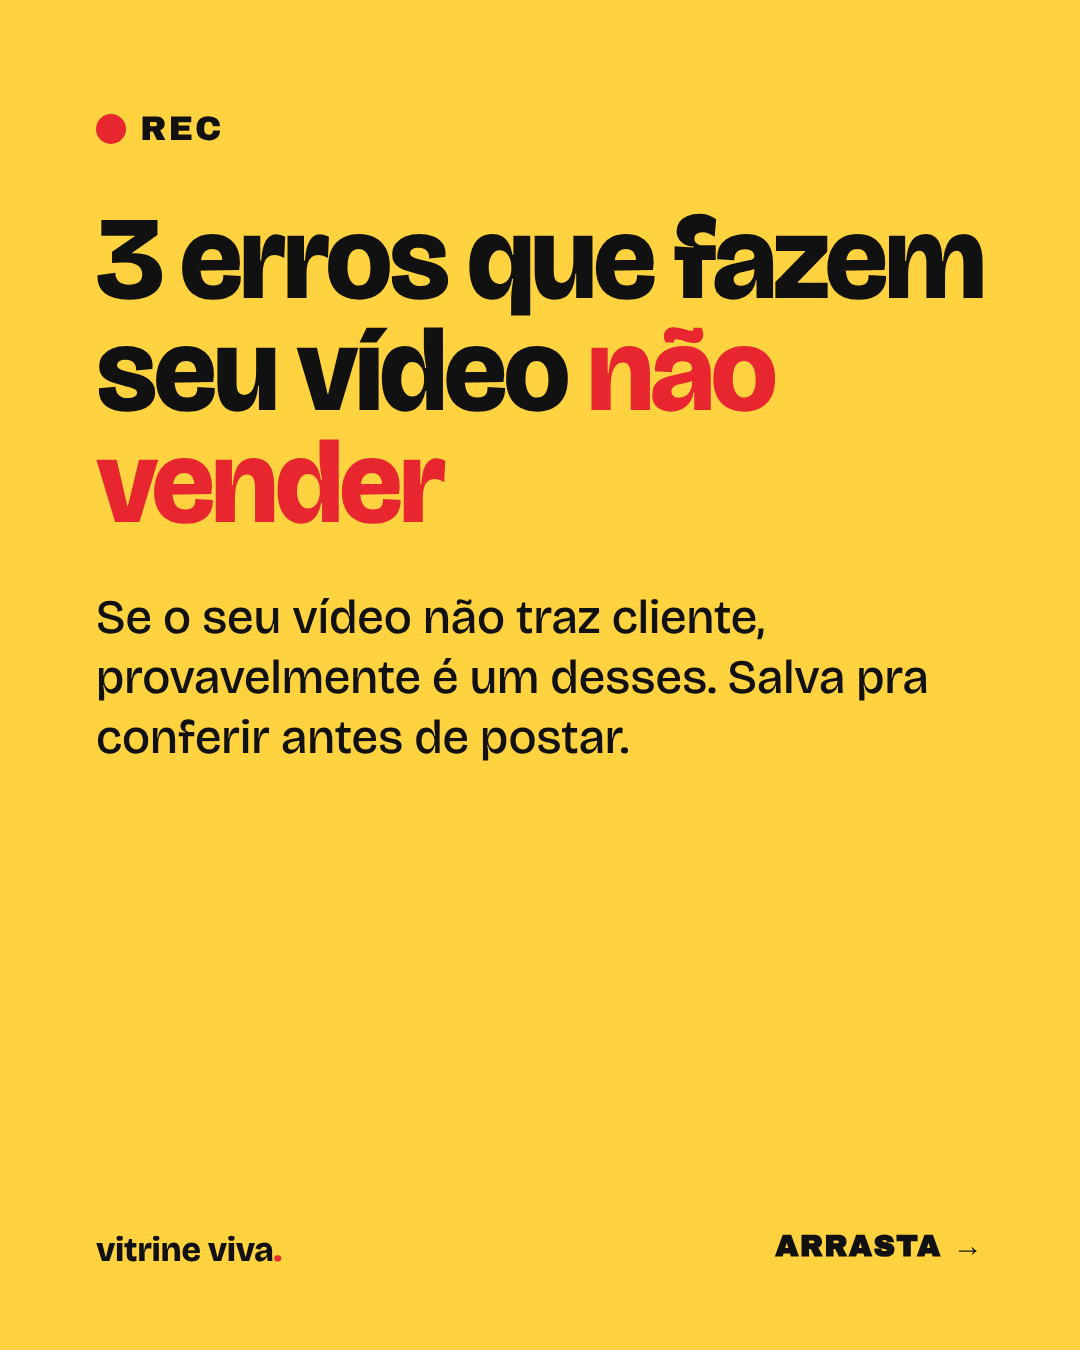 REC
3 erros que fazem
seu vídeo não
vender
Se o seu vídeo não traz cliente,
provavelmente é um desses. Salva pra
conferir antes de postar.
vitrine viva.
ARRASTA →